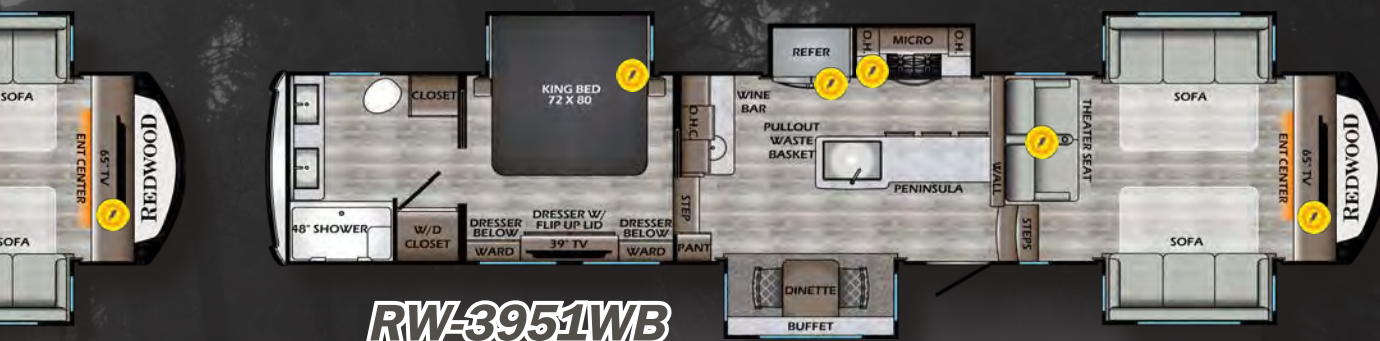 SOFA
ENT CENTER
65" TV
REDWOOD
SOFA
48" SHOWER
CLOSET
W/D
CLOSET
KING BED
72 X 80
DRESSER
BELOW
WARD
DRESSER W/
FLIP UP LID
39" TV
DRESSER
BELOW
WARD
O.H.C.
STEP
PANT
WINE
BAR
PULLOUT
WASTE
BASKET
REFER
O.H.
MICRO
O.H.
PENINSULA
DINETTE
BUFFET
WALL
THEATER SEAT
STEPS
SOFA
SOFA
ENT CENTER
65" TV
REDWOOD
RW-3951WB